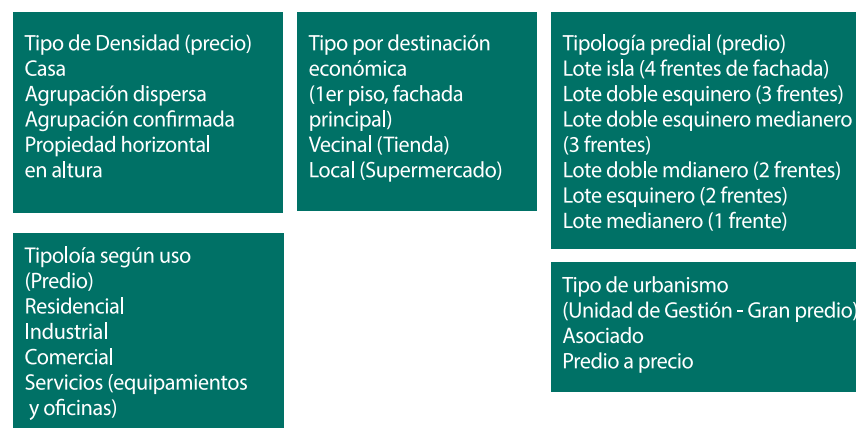 Tipo de Densidad (precio)
Casa
Agrupación dispersa
Agrupación confirmada
Propiedad horizontal
en altura
Tipo por destinación
económica
(1er piso, fachada
principal)
Vecinal (Tienda)
Local (Supermercado)
Tipología predial (predio)
Lote isla (4 frentes de fachada)
Lote doble esquinero (3 frentes)
Lote doble esquinero medianero
(3 frentes)
Lote doble mdianero (2 frentes)
Lote esquinero (2 frentes)
Lote medianero (1 frente)
Tipoloía según uso
(Predio)
Residencial
Industrial
Comercial
Servicios (equipamientos
y oficinas)
Tipo de urbanismo
(Unidad de Gestión - Gran predio)
Asociado
Predio a precio